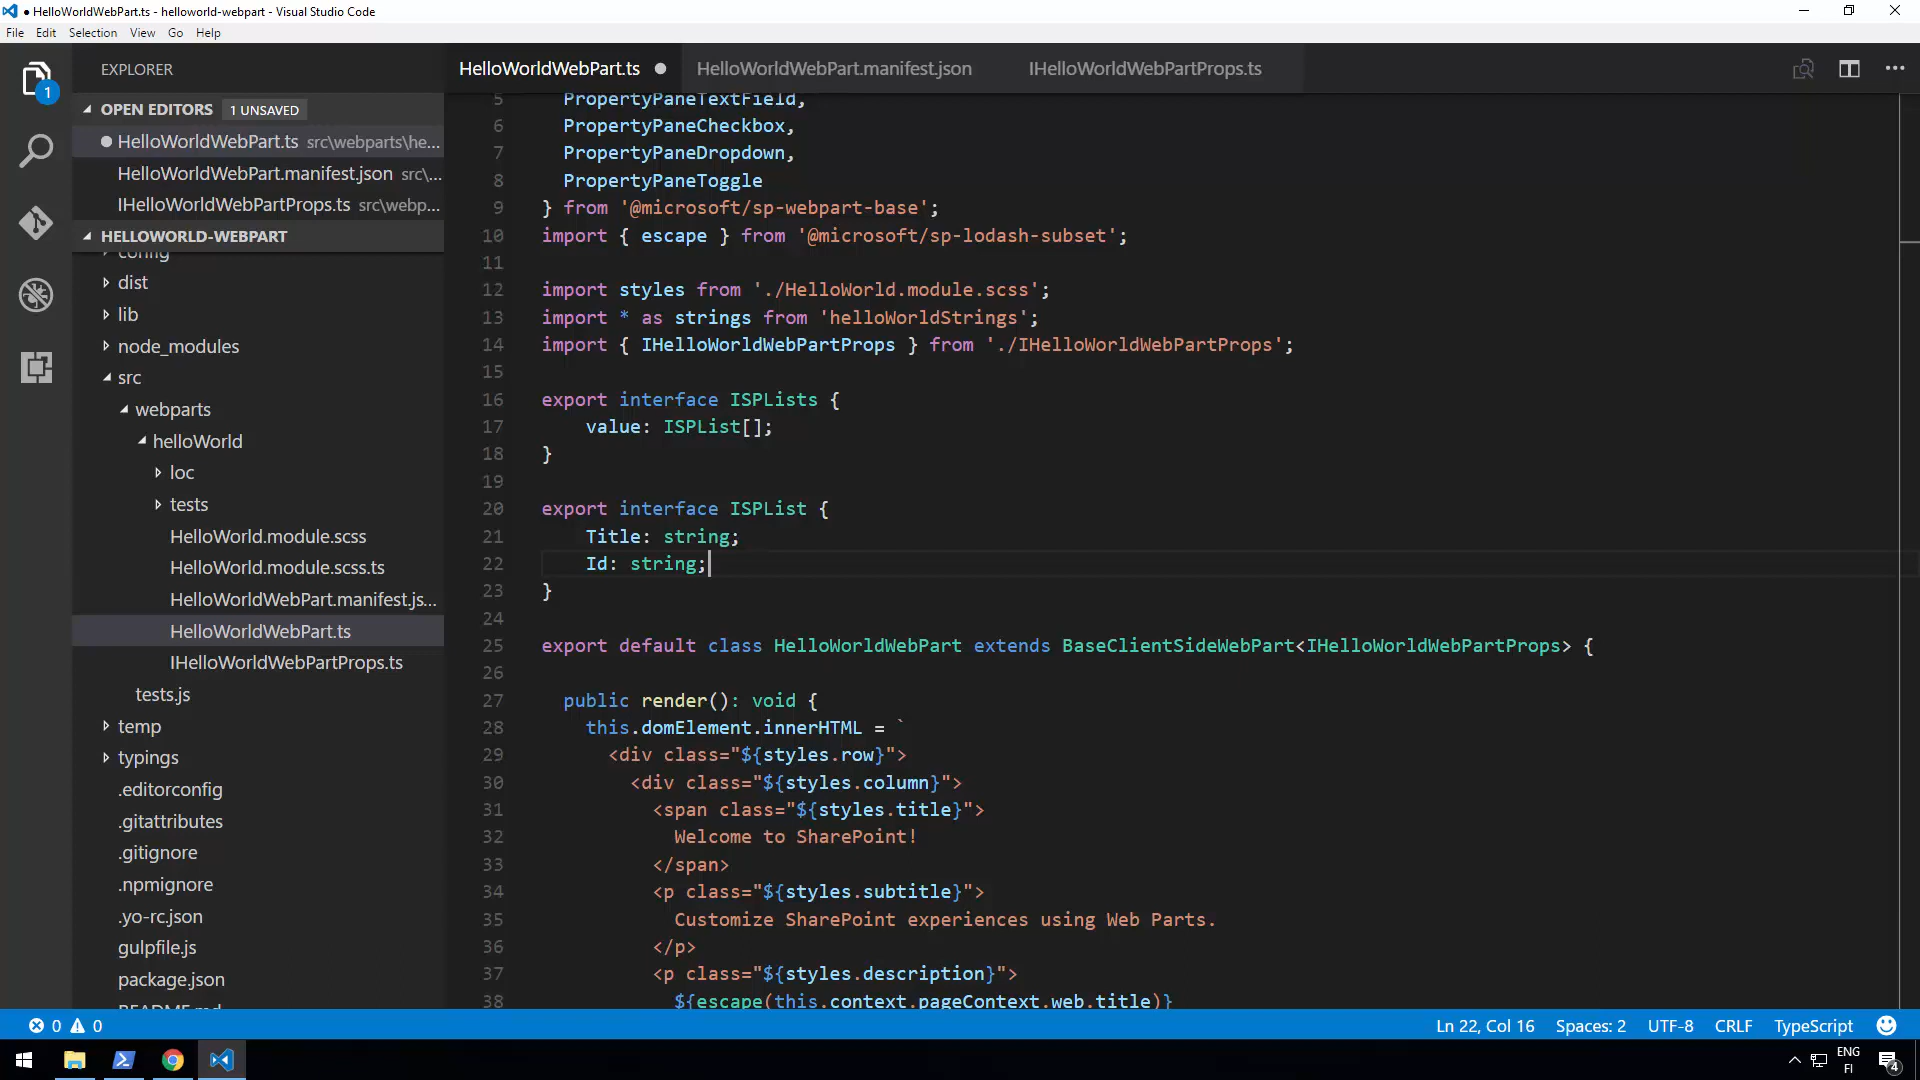 ● HelloWorldWebPart.ts - helloworld-webpart - Visual Studio Code
File Edit Selection View Go Help
EXPLORER
1
OPEN EDITORS 1 UNSAVED
HelloWorldWebPart.ts src\webparts\he...
HelloWorldWebPart.manifest.json src\...
IHelloWorldWebPartProps.ts src\webp...
HELLOWORLD-WEBPART
config
dist
lib
node_modules
src
webparts
helloWorld
loc
tests
HelloWorld.module.scss
HelloWorld.module.scss.ts
HelloWorldWebPart.manifest.js...
HelloWorldWebPart.ts
IHelloWorldWebPartProps.ts
tests.js
temp
typings
.editorconfig
.gitattributes
.gitignore
.npmignore
.yo-rc.json
gulpfile.js
package.json
README.md
HelloWorldWebPart.ts ● HelloWorldWebPart.manifest.json IHelloWorldWebPartProps.ts
5 PropertyPaneTextField,
6 PropertyPaneCheckbox,
7 PropertyPaneDropdown,
8 PropertyPaneToggle
9 } from '@microsoft/sp-webpart-base';
10 import { escape } from '@microsoft/sp-lodash-subset';
11
12 import styles from './HelloWorld.module.scss';
13 import * as strings from 'helloWorldStrings';
14 import { IHelloWorldWebPartProps } from './IHelloWorldWebPartProps';
15
16 export interface ISPLists {
17 value: ISPList[];
18 }
19
20 export interface ISPList {
21 Title: string;
22 Id: string;
23 }
24
25 export default class HelloWorldWebPart extends BaseClientSideWebPart<IHelloWorldWebPartProps> {
26
27 public render(): void {
28 this.domElement.innerHTML = `
29 <div class="${styles.row}">
30 <div class="${styles.column}">
31 <span class="${styles.title}">
32 Welcome to SharePoint!
33 </span>
34 <p class="${styles.subtitle}">
35 Customize SharePoint experiences using Web Parts.
36 </p>
37 <p class="${styles.description}">
38 ${escape(this.context.pageContext.web.title)}
0 0 Ln 22, Col 16 Spaces: 2 UTF-8 CRLF TypeScript
ENG
FI
4